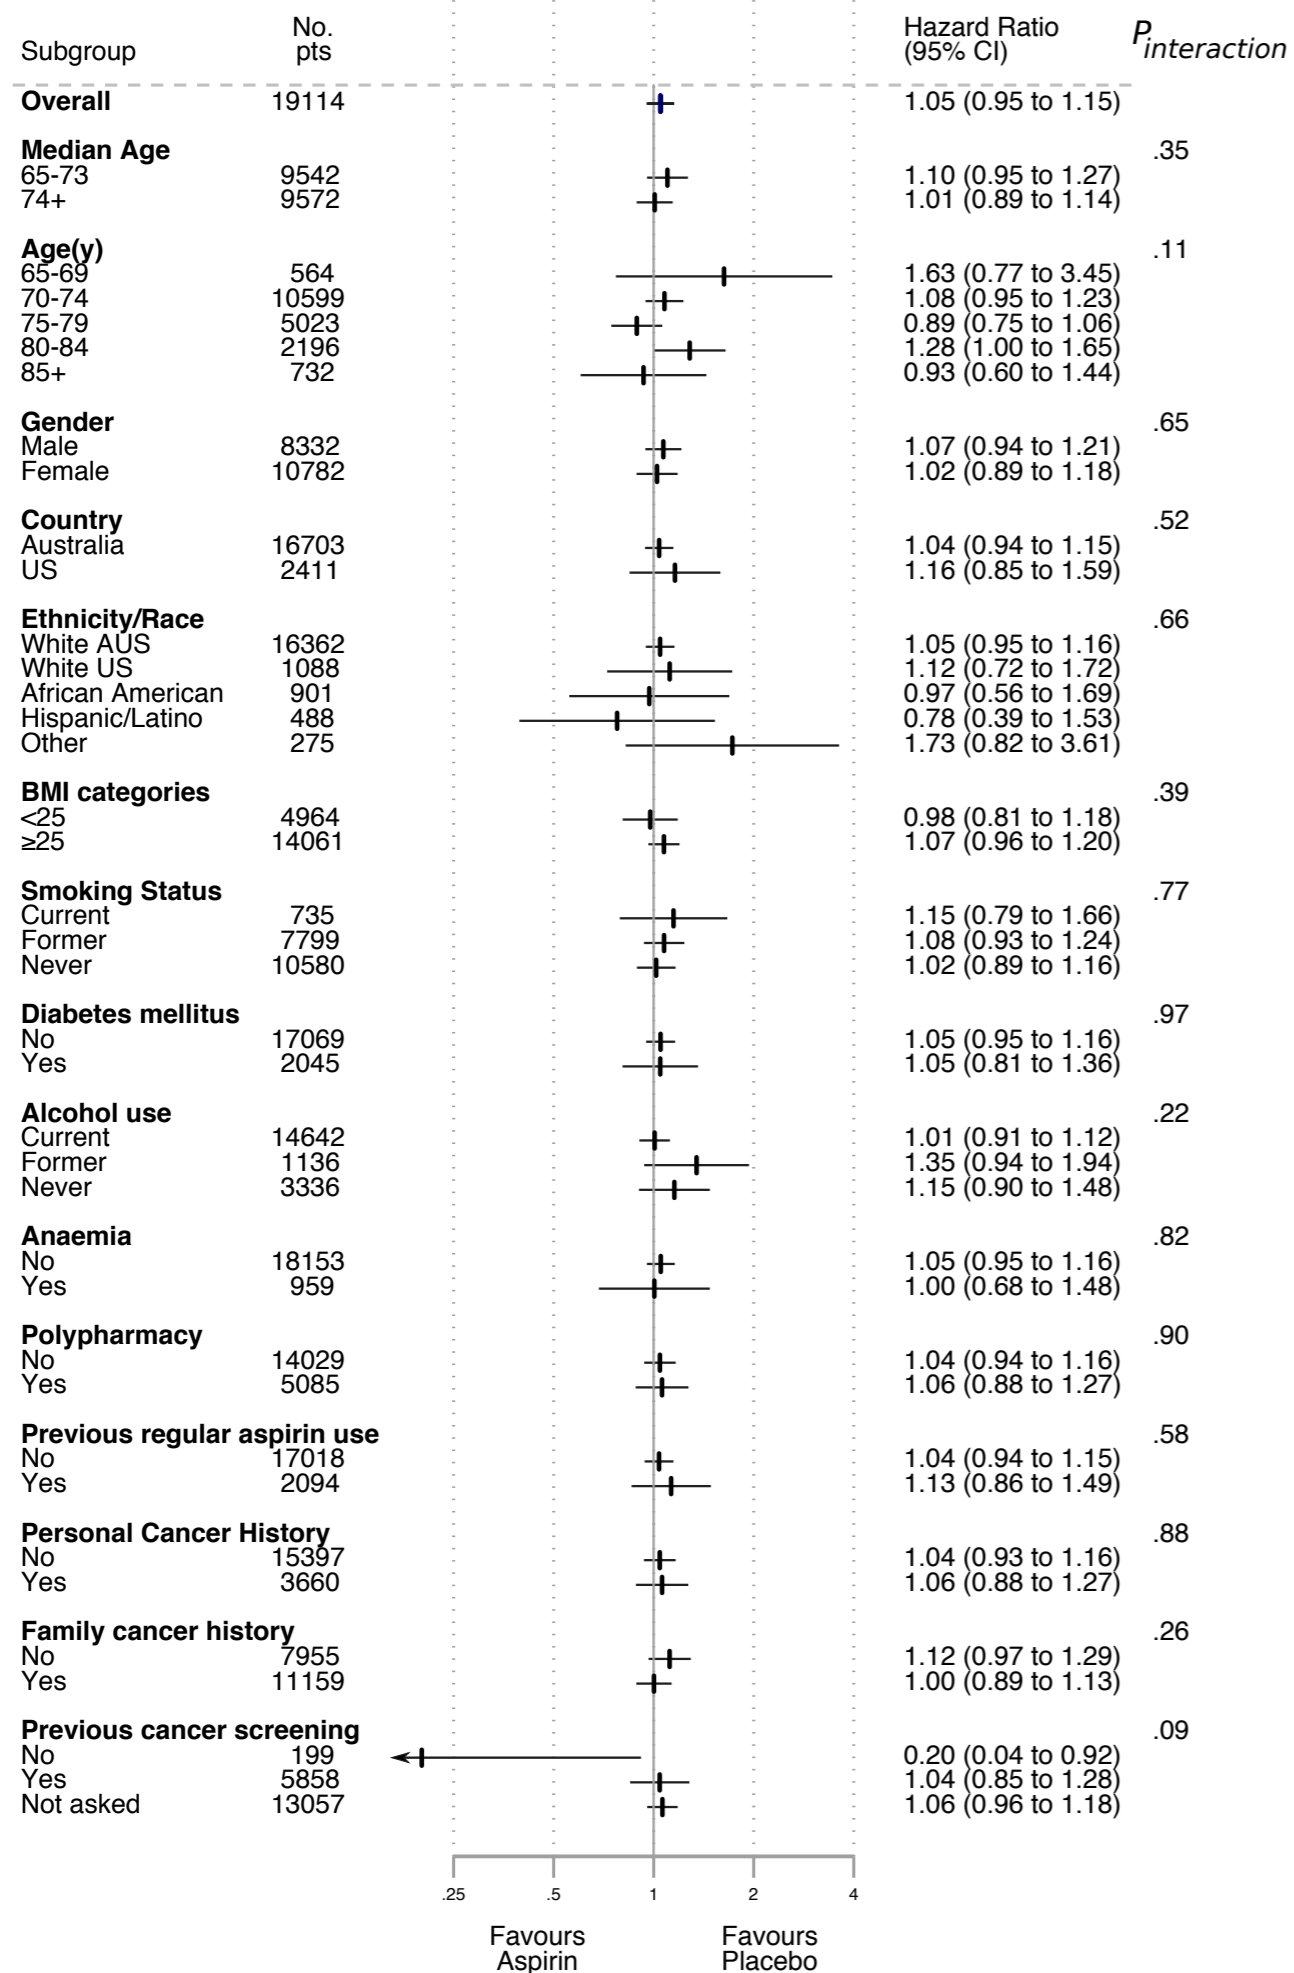 No. Hazard Ratio
Subgroup pts (95% CI) Pinteraction
Overall 19114 1.05 (0.95 to 1.15)
Median Age .35
65-73 9542 1.10 (0.95 to 1.27)
74+ 9572 1.01 (0.89 to 1.14)
Age(y) .11
65-69 564 1.63 (0.77 to 3.45)
70-74 10599 1.08 (0.95 to 1.23)
75-79 5023 0.89 (0.75 to 1.06)
80-84 2196 1.28 (1.00 to 1.65)
85+ 732 0.93 (0.60 to 1.44)
Gender .65
Male 8332 1.07 (0.94 to 1.21)
Female 10782 1.02 (0.89 to 1.18)
Country .52
Australia 16703 1.04 (0.94 to 1.15)
US 2411 1.16 (0.85 to 1.59)
Ethnicity/Race .66
White AUS 16362 1.05 (0.95 to 1.16)
White US 1088 1.12 (0.72 to 1.72)
African American 901 0.97 (0.56 to 1.69)
Hispanic/Latino 488 0.78 (0.39 to 1.53)
Other 275 1.73 (0.82 to 3.61)
BMI categories .39
<25 4964 0.98 (0.81 to 1.18)
≥25 14061 1.07 (0.96 to 1.20)
Smoking Status .77
Current 735 1.15 (0.79 to 1.66)
Former 7799 1.08 (0.93 to 1.24)
Never 10580 1.02 (0.89 to 1.16)
Diabetes mellitus .97
No 17069 1.05 (0.95 to 1.16)
Yes 2045 1.05 (0.81 to 1.36)
Alcohol use .22
Current 14642 1.01 (0.91 to 1.12)
Former 1136 1.35 (0.94 to 1.94)
Never 3336 1.15 (0.90 to 1.48)
Anaemia .82
No 18153 1.05 (0.95 to 1.16)
Yes 959 1.00 (0.68 to 1.48)
Polypharmacy .90
No 14029 1.04 (0.94 to 1.16)
Yes 5085 1.06 (0.88 to 1.27)
Previous regular aspirin use .58
No 17018 1.04 (0.94 to 1.15)
Yes 2094 1.13 (0.86 to 1.49)
Personal Cancer History .88
No 15397 1.04 (0.93 to 1.16)
Yes 3660 1.06 (0.88 to 1.27)
Family cancer history .26
No 7955 1.12 (0.97 to 1.29)
Yes 11159 1.00 (0.89 to 1.13)
Previous cancer screening .09
No 199 0.20 (0.04 to 0.92)
Yes 5858 1.04 (0.85 to 1.28)
Not asked 13057 1.06 (0.96 to 1.18)
.25 .5 1 2 4
Favours Favours
Aspirin Placebo